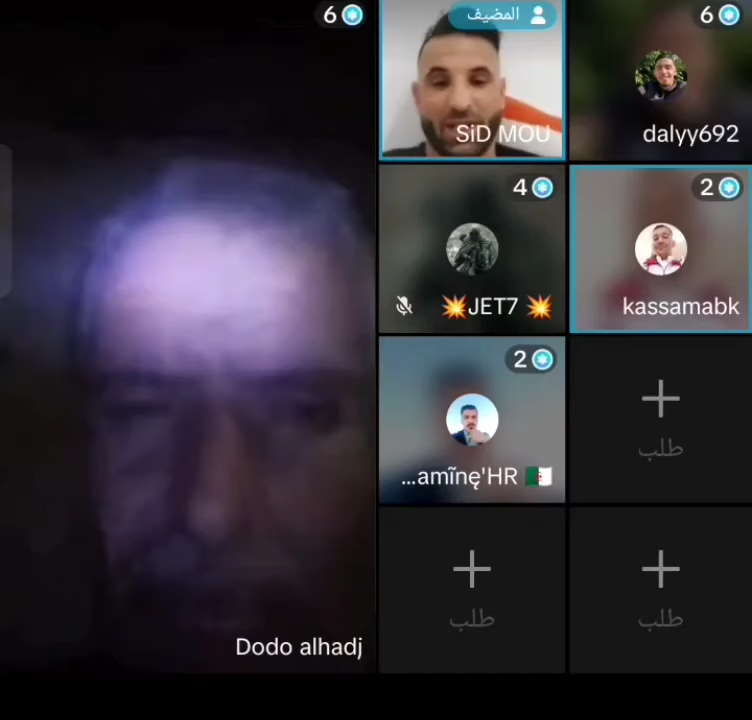 6
المضيف
6
SiD MOU
dalyy692
4
2
💥JET7 💥
kassamabk
2
...amĩnę'HR 🇩🇿
طلب
Dodo alhadj
طلب
طلب